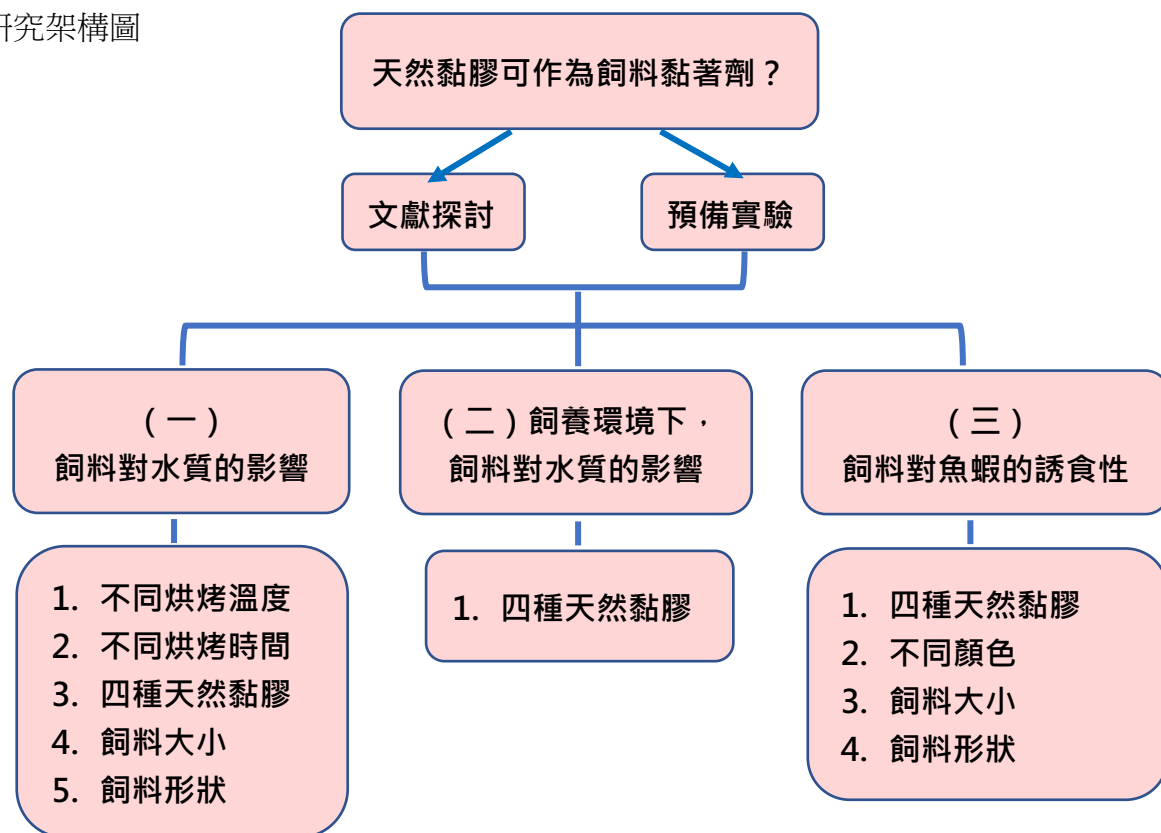 研究架構圖
天然黏膠可作為飼料黏著劑？
文獻探討
預備實驗
（一）
飼料對水質的影響
（二）飼養環境下，
飼料對水質的影響
（三）
飼料對魚蝦的誘食性
1. 不同烘烤溫度
2. 不同烘烤時間
3. 四種天然黏膠
4. 飼料大小
5. 飼料形狀
1. 四種天然黏膠
1. 四種天然黏膠
2. 不同顏色
3. 飼料大小
4. 飼料形狀